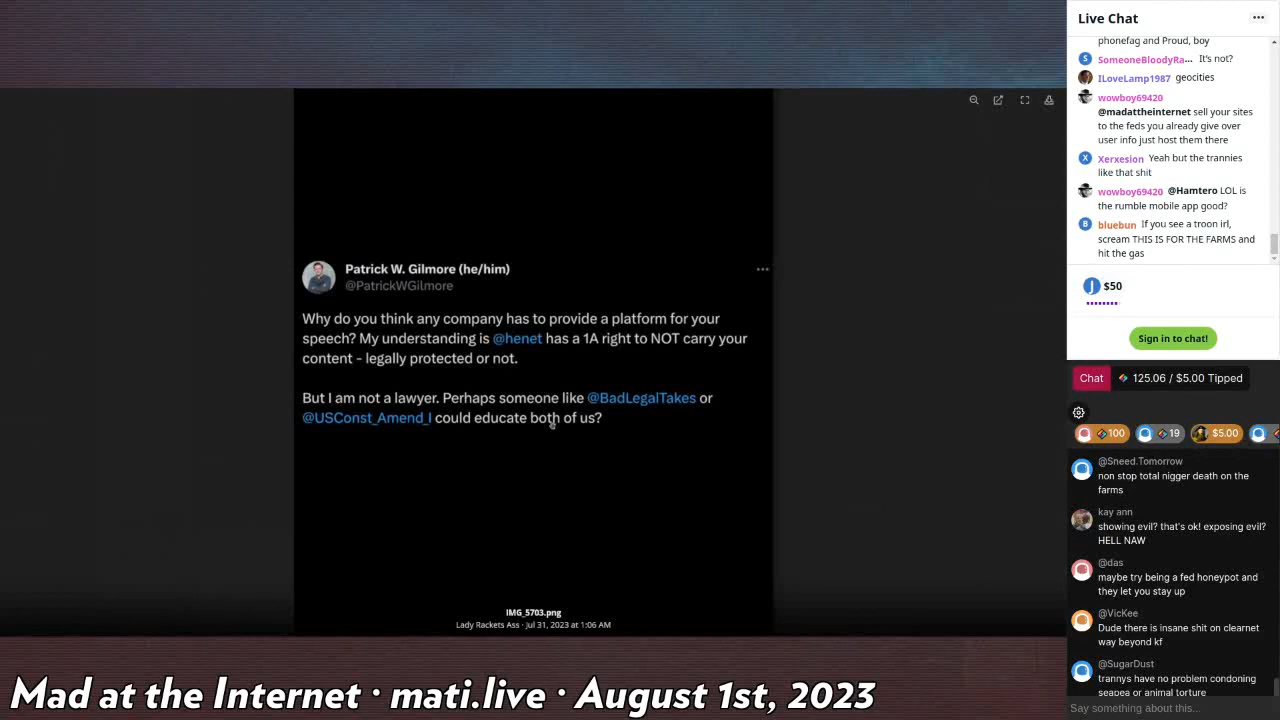 Patrick W. Gilmore (he/him)
@PatrickWGilmore
Why do you think any company has to provide a platform for your
speech? My understanding is @henet has a 1A right to NOT carry your
content - legally protected or not.
But I am not a lawyer. Perhaps someone like @BadLegalTakes or
@USConst_Amend_I could educate both of us?
IMG_5703.png
Lady Rackets Ass · Jul 31, 2023 at 1:06 AM
Mad at the Internet · mati.live · August 1st, 2023
Live Chat
phonefag and Proud, boy
S SomeoneBloodyRa... It's not?
ILoveLamp1987 geocities
wowboy69420
@madattheinternet sell your sites
to the feds you already give over
user info just host them there
X Xerxesion Yeah but the trannies
like that shit
wowboy69420 @Hamtero LOL is
the rumble mobile app good?
B bluebun If you see a troon irl,
scream THIS IS FOR THE FARMS and
hit the gas
J $50
Sign in to chat!
Chat 125.06 / $5.00 Tipped
100 19 $5.00
@Sneed.Tomorrow
non stop total nigger death on the
farms
kay ann
showing evil? that's ok! exposing evil?
HELL NAW
@das
maybe try being a fed honeypot and
they let you stay up
@VicKee
Dude there is insane shit on clearnet
way beyond kf
@SugarDust
trannys have no problem condoning
seapea or animal torture
Say something about this...